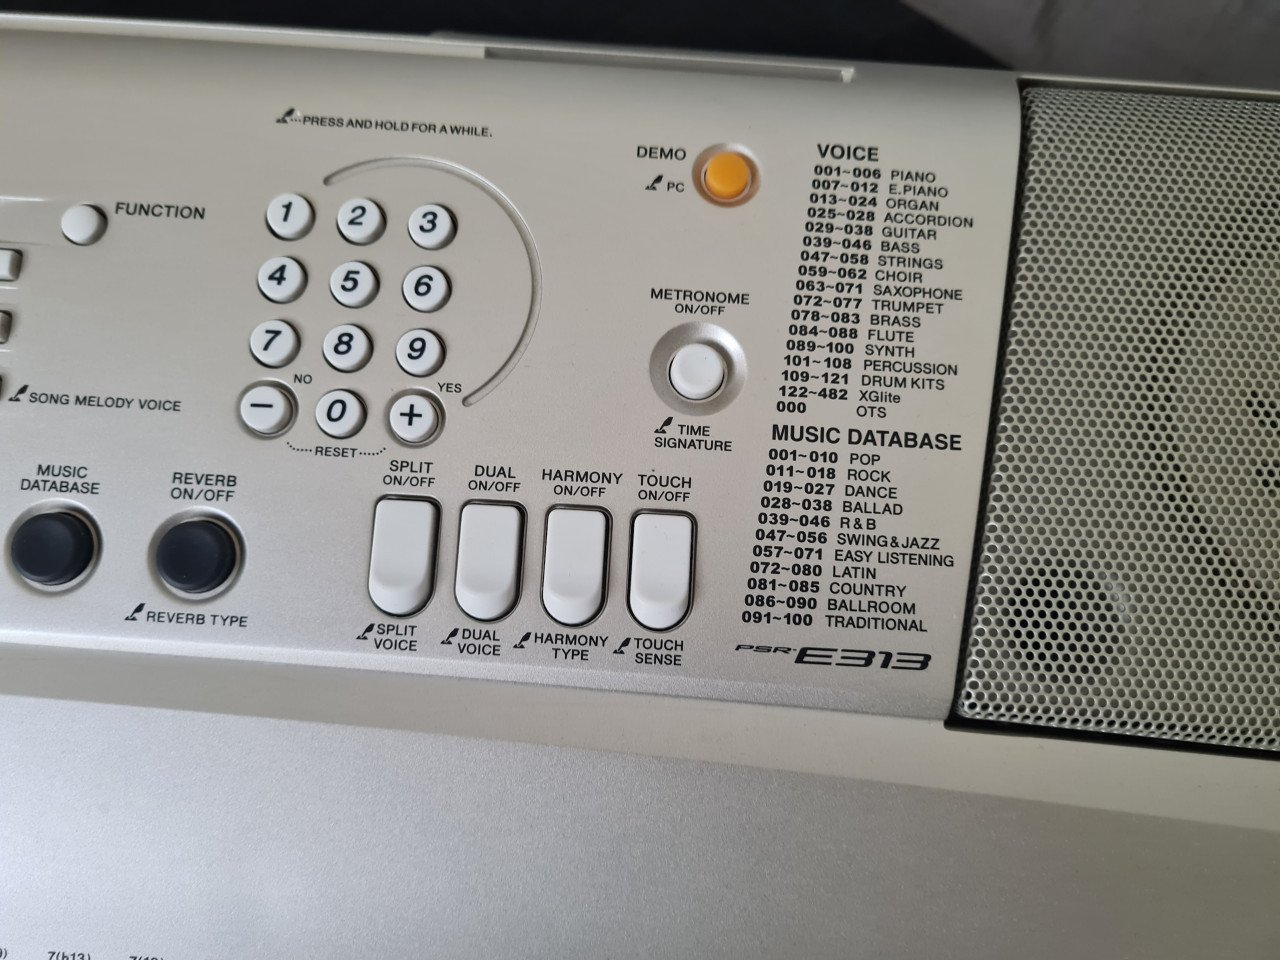 ...PRESS AND HOLD FOR A WHILE.
FUNCTION
1 2 3
4 5 6
7 8 9
NO
YES
- 0 +
RESET
SONG MELODY VOICE
DEMO
PC
METRONOME
ON/OFF
TIME
SIGNATURE
MUSIC
DATABASE
REVERB
ON/OFF
REVERB TYPE
SPLIT
ON/OFF
DUAL
ON/OFF
HARMONY
ON/OFF
TOUCH
ON/OFF
SPLIT
VOICE
DUAL
VOICE
HARMONY
TYPE
TOUCH
SENSE
VOICE
001~006 PIANO
007~012 E.PIANO
013~024 ORGAN
025~028 ACCORDION
029~038 GUITAR
039~046 BASS
047~058 STRINGS
059~062 CHOIR
063~071 SAXOPHONE
072~077 TRUMPET
078~083 BRASS
084~088 FLUTE
089~100 SYNTH
101~108 PERCUSSION
109~121 DRUM KITS
122~482 XGlite
000 OTS
MUSIC DATABASE
001~010 POP
011~018 ROCK
019~027 DANCE
028~038 BALLAD
039~046 R&B
047~056 SWING&JAZZ
057~071 EASY LISTENING
072~080 LATIN
081~085 COUNTRY
086~090 BALLROOM
091~100 TRADITIONAL
PSR-E313